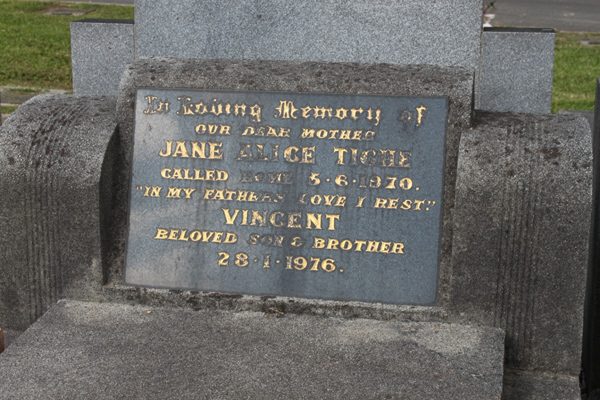 In Loving Memory of
OUR DEAR MOTHER
JANE ALICE TIGHE
CALLED HOME 5·6·1970.
"IN MY FATHERS LOVE I REST."
VINCENT
BELOVED SON & BROTHER
28·1·1976.